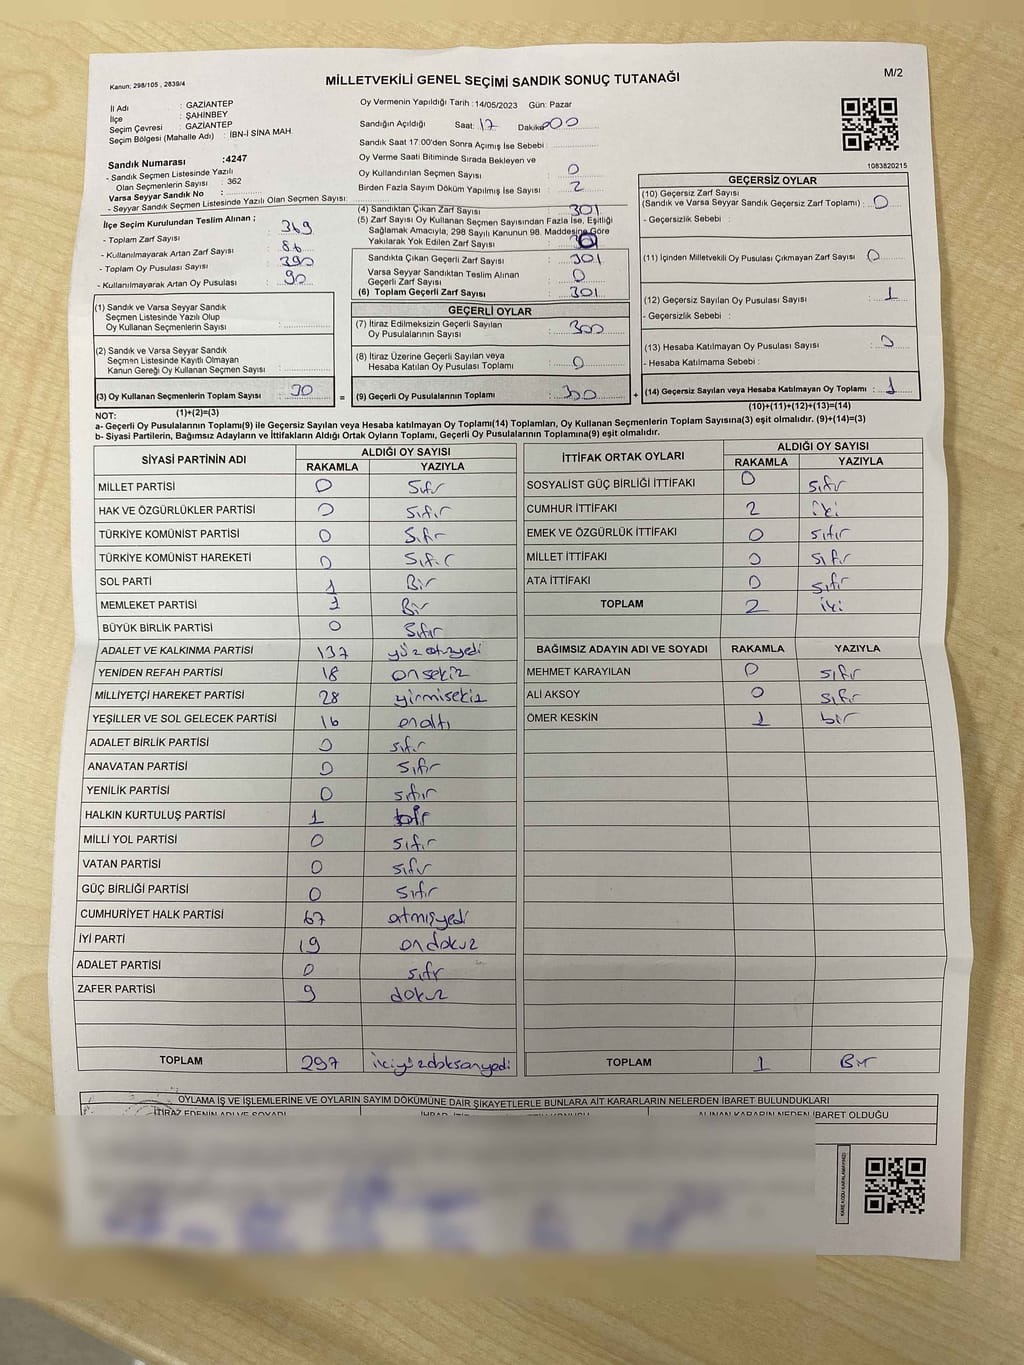 Kanun: 298/105 , 2839/4
MİLLETVEKİLİ GENEL SEÇİMİ SANDIK SONUÇ TUTANAĞI
M/2
İl Adı : GAZİANTEP
İlçe : ŞAHİNBEY
Seçim Çevresi : GAZİANTEP
Seçim Bölgesi (Mahalle Adı) : İBN-İ SİNA MAH.
Sandık Numarası :4247
- Sandık Seçmen Listesinde Yazılı
Olan Seçmenlerin Sayısı : 362
Varsa Seyyar Sandık No :
- Seyyar Sandık Seçmen Listesinde Yazılı Olan Seçmen Sayısı:
İlçe Seçim Kurulundan Teslim Alınan ;
- Toplam Zarf Sayısı : 369
- Kullanılmayarak Artan Zarf Sayısı
- Toplam Oy Pusulası Sayısı : 390
- Kullanılmayarak Artan Oy Pusulası : 90
Oy Vermenin Yapıldığı Tarih :14/05/2023 Gün: Pazar
Sandığın Açıldığı Saat: 17 Dakika: 00
Sandık Saat 17:00'den Sonra Açımış İse Sebebi :
Oy Verme Saati Bitiminde Sırada Bekleyen ve
Oy Kullandırılan Seçmen Sayısı : 0
Birden Fazla Sayım Döküm Yapılmış İse Sayısı : 2
(4) Sandıktan Çıkan Zarf Sayısı : 301
(5) Zarf Sayısı Oy Kullanan Seçmen Sayısından Fazla İse, Eşitliği
Sağlamak Amacıyla, 298 Sayılı Kanunun 98. Maddesine Göre
Yakılarak Yok Edilen Zarf Sayısı
Sandıkta Çıkan Geçerli Zarf Sayısı : 301
Varsa Seyyar Sandıktan Teslim Alınan
Geçerli Zarf Sayısı : 0
(6) Toplam Geçerli Zarf Sayısı : 301
1083820215
GEÇERSİZ OYLAR
(10) Geçersiz Zarf Sayısı
(Sandık ve Varsa Seyyar Sandık Geçersiz Zarf Toplamı) : 0
- Geçersizlik Sebebi :
(11) İçinden Milletvekili Oy Pusulası Çıkmayan Zarf Sayısı 0
(12) Geçersiz Sayılan Oy Pusulası Sayısı : 1
- Geçersizlik Sebebi :
(13) Hesaba Katılmayan Oy Pusulası Sayısı : 0
- Hesaba Katılmama Sebebi :
(14) Geçersiz Sayılan veya Hesaba Katılmayan Oy Toplamı : 1
(10)+(11)+(12)+(13)=(14)
(1) Sandık ve Varsa Seyyar Sandık
Seçmen Listesinde Yazılı Olup
Oy Kullanan Seçmenlerin Sayısı :
(2) Sandık ve Varsa Seyyar Sandık
Seçmen Listesinde Kayıtlı Olmayan
Kanun Gereği Oy Kullanan Seçmen Sayısı :
(3) Oy Kullanan Seçmenlerin Toplam Sayısı :
(1)+(2)=(3)
=
GEÇERLİ OYLAR
(7) İtiraz Edilmeksizin Geçerli Sayılan
Oy Pusulalarının Sayısı : 300
(8) İtiraz Üzerine Geçerli Sayılan veya
Hesaba Katılan Oy Pusulası Toplamı : 0
(9) Geçerli Oy Pusulalarının Toplamı : 300
+
NOT:
a- Geçerli Oy Pusulaları Toplamı(9) ile Geçersiz Sayılan veya Hesaba katılmayan Oy Toplamı(14) Toplamları, Oy Kullanan Seçmenlerin Toplam Sayısına(3) eşit olmalıdır. (9)+(14)=(3)
b- Siyasi Partilerin, Bağımsız Adayların ve İttifakların Aldığı Ortak Oyların Toplamı, Geçerli Oy Pusulalarının Toplamına(9) eşit olmalıdır.
SİYASİ PARTİNİN ADI
ALDIĞI OY SAYISI
RAKAMLA YAZIYLA
MİLLET PARTİSİ 0 Sıfır
HAK VE ÖZGÜRLÜKLER PARTİSİ 0 Sıfır
TÜRKİYE KOMÜNİST PARTİSİ 0 Sıfır
TÜRKİYE KOMÜNİST HAREKETİ 0 Sıfır
SOL PARTİ 1 Bir
MEMLEKET PARTİSİ 1 Bir
BÜYÜK BİRLİK PARTİSİ 0 Sıfır
ADALET VE KALKINMA PARTİSİ 137 yüzotuzyedi
YENİDEN REFAH PARTİSİ 18 onsekiz
MİLLİYETÇİ HAREKET PARTİSİ 28 yirmisekiz
YEŞİLLER VE SOL GELECEK PARTİSİ 16 onaltı
ADALET BİRLİK PARTİSİ 0 sıfır
ANAVATAN PARTİSİ 0 sıfır
YENİLİK PARTİSİ 0 sıfır
HALKIN KURTULUŞ PARTİSİ 1 bir
MİLLİ YOL PARTİSİ 0 sıfır
VATAN PARTİSİ 0 sıfır
GÜÇ BİRLİĞİ PARTİSİ 0 sıfır
CUMHURİYET HALK PARTİSİ 67 atmışyedi
İYİ PARTİ 19 ondokuz
ADALET PARTİSİ 0 sıfır
ZAFER PARTİSİ 9 dokuz
TOPLAM 297 ikiyüzdoksanyedi
İTTİFAK ORTAK OYLARI
ALDIĞI OY SAYISI
RAKAMLA YAZIYLA
SOSYALİST GÜÇ BİRLİĞİ İTTİFAKI 0 sıfır
CUMHUR İTTİFAKI 2 iki
EMEK VE ÖZGÜRLÜK İTTİFAKI 0 sıfır
MİLLET İTTİFAKI 0 sıfır
ATA İTTİFAKI 0 sıfır
TOPLAM 2 iki
BAĞIMSIZ ADAYIN ADI VE SOYADI RAKAMLA YAZIYLA
MEHMET KARAYILAN 0 sıfır
ALİ AKSOY 0 sıfır
ÖMER KESKİN 1 bir
TOPLAM 1 Bir
OYLAMA İŞ VE İŞLEMLERİNE VE OYLARIN SAYIM DÖKÜMÜNE DAİR ŞİKAYETLERLE BUNLARA AİT KARARLARIN NELERDEN İBARET BULUNDUKLARI
İTİRAZ EDENİN ADI VE SOYADI
ALINAN KARARIN NEDEN İBARET OLDUĞU